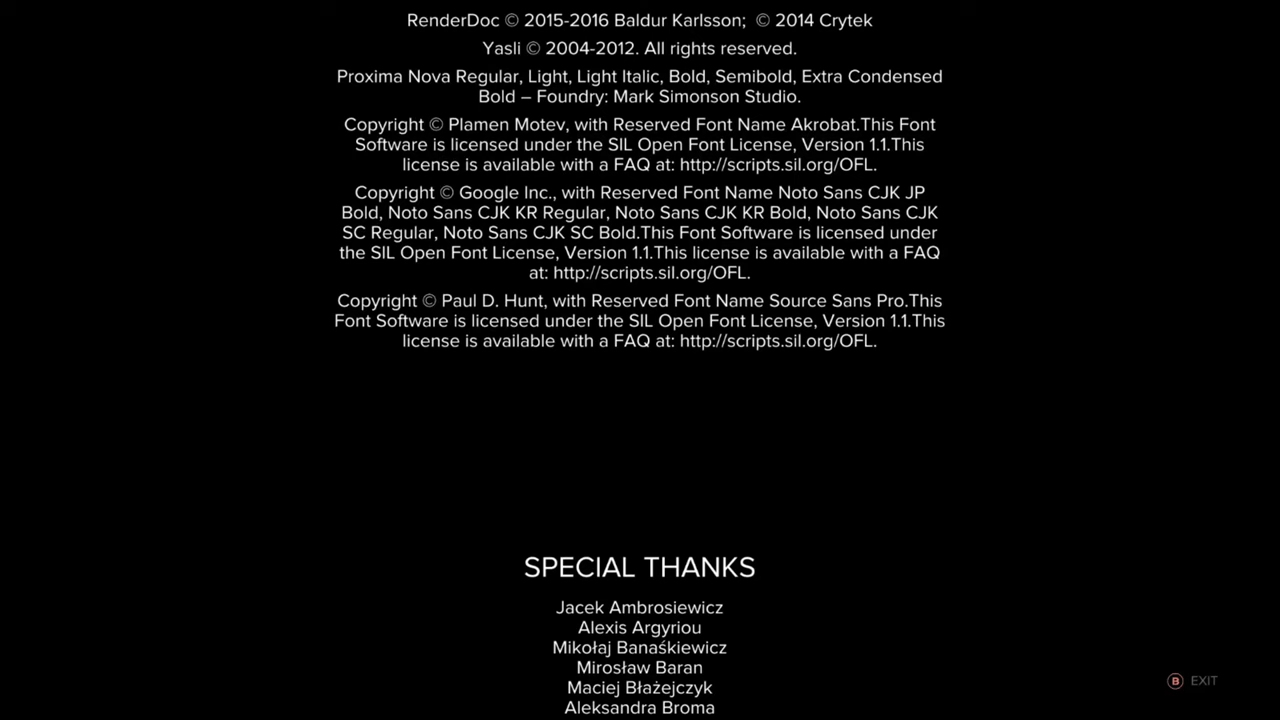 RenderDoc © 2015-2016 Baldur Karlsson;  © 2014 Crytek
Yasli © 2004-2012. All rights reserved.
Proxima Nova Regular, Light, Light Italic, Bold, Semibold, Extra Condensed
Bold – Foundry: Mark Simonson Studio.
Copyright © Plamen Motev, with Reserved Font Name Akrobat.This Font
Software is licensed under the SIL Open Font License, Version 1.1.This
license is available with a FAQ at: http://scripts.sil.org/OFL.
Copyright © Google Inc., with Reserved Font Name Noto Sans CJK JP
Bold, Noto Sans CJK KR Regular, Noto Sans CJK KR Bold, Noto Sans CJK
SC Regular, Noto Sans CJK SC Bold.This Font Software is licensed under
the SIL Open Font License, Version 1.1.This license is available with a FAQ
at: http://scripts.sil.org/OFL.
Copyright © Paul D. Hunt, with Reserved Font Name Source Sans Pro.This
Font Software is licensed under the SIL Open Font License, Version 1.1.This
license is available with a FAQ at: http://scripts.sil.org/OFL.
SPECIAL THANKS
Jacek Ambrosiewicz
Alexis Argyriou
Mikołaj Banaśkiewicz
Mirosław Baran
Maciej Błażejczyk
Aleksandra Broma
B EXIT